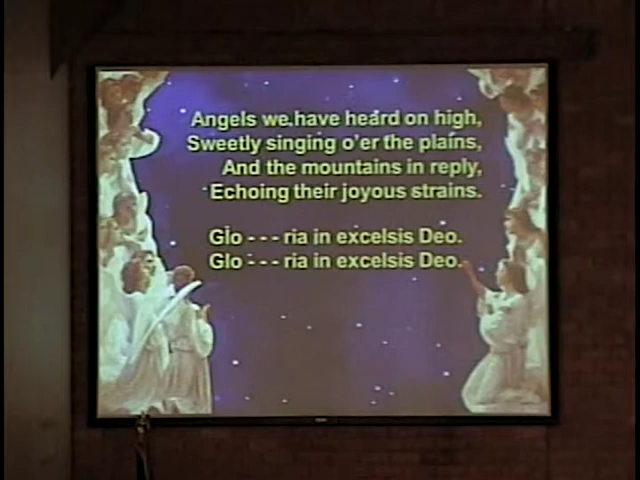 Angels we have heard on high,
Sweetly singing o'er the plains,
And the mountains in reply,
Echoing their joyous strains.
Glo - - - ria in excelsis Deo.
Glo - - - ria in excelsis Deo.